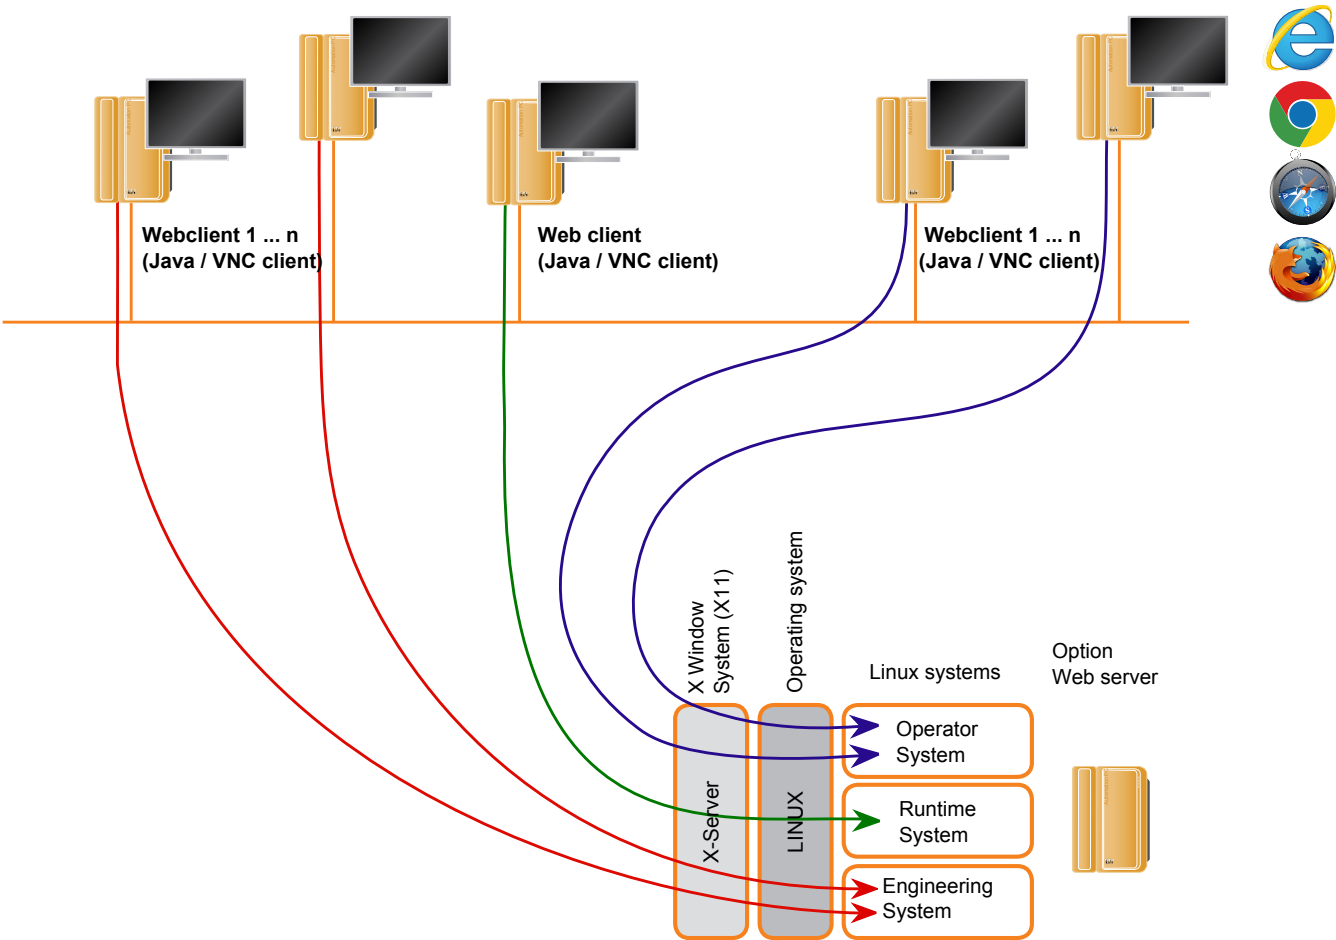 Webclient 1 ... n
(Java / VNC client)
Web client
(Java / VNC client)
Webclient 1 ... n
(Java / VNC client)
X Window
System (X11)
Operating system
Linux systems
Option
Web server
X-Server
LINUX
Operator
System
Runtime
System
Engineering
System